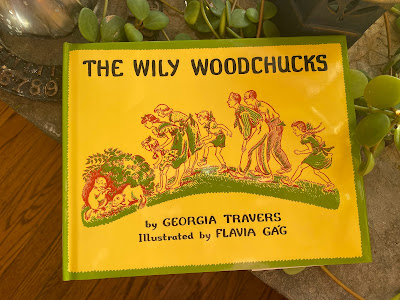 THE WILY WOODCHUCKS
by GEORGIA TRAVERS
Illustrated by FLAVIA GÁG